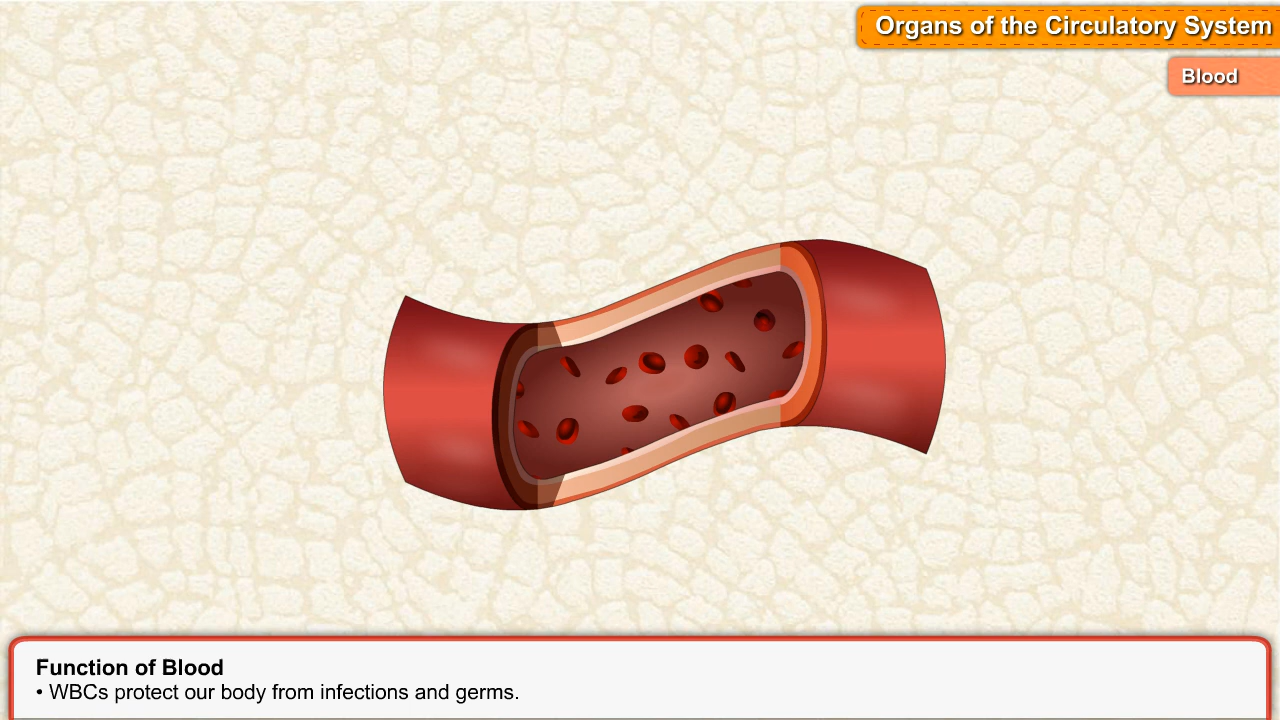 Organs of the Circulatory System
Blood
Function of Blood
• WBCs protect our body from infections and germs.